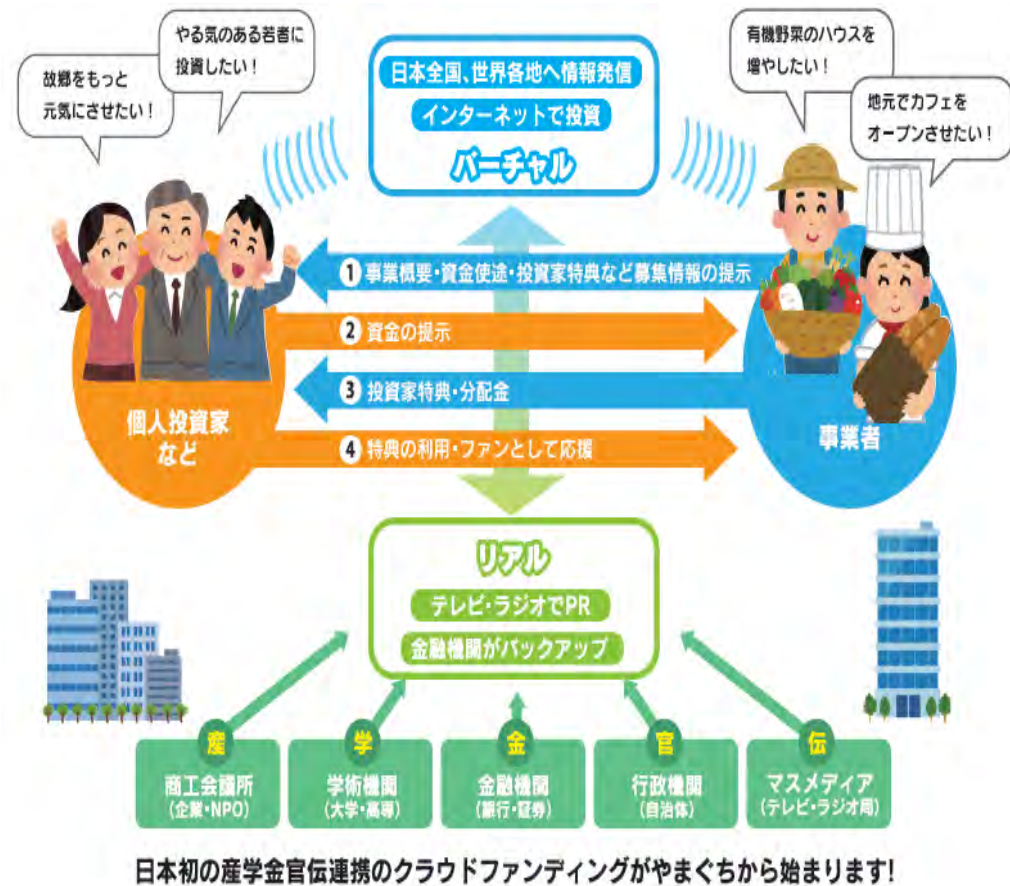 やる気のある若者に
投資したい！
故郷をもっと
元気にさせたい！
日本全国、世界各地へ情報発信
インターネットで投資
バーチャル
有機野菜のハウスを
増やしたい！
地元でカフェを
オープンさせたい！
1 事業概要・資金使途・投資家特典など募集情報の提示
2 資金の提示
3 投資家特典・分配金
4 特典の利用・ファンとして応援
個人投資家
など
事業者
リアル
テレビ・ラジオでPR
金融機関がバックアップ
産
商工会議所
(企業・NPO)
学
学術機関
(大学・高専)
金
金融機関
(銀行・証券)
官
行政機関
(自治体)
伝
マスメディア
(テレビ・ラジオ局)
日本初の産学金官伝連携のクラウドファンディングがやまぐちから始まります!